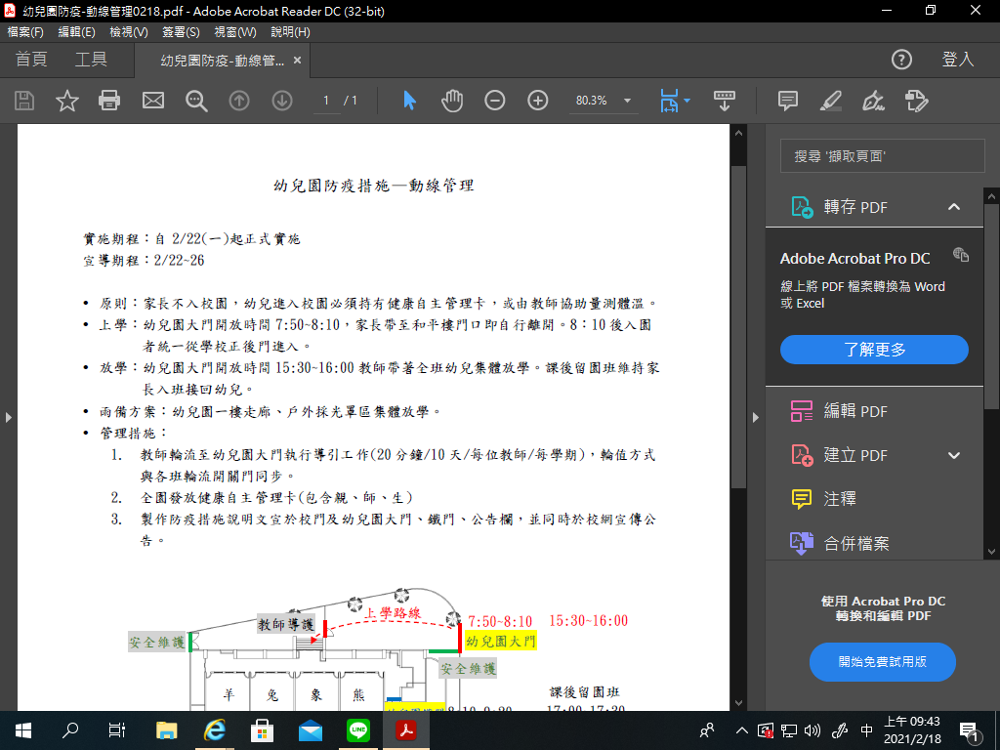 幼兒園防疫-動線管理0218.pdf - Adobe Acrobat Reader DC (32-bit)
檔案(F) 編輯(E) 檢視(V) 簽署(S) 視窗(W) 說明(H)
首頁 工具 幼兒園防疫-動線管... × 登入
1 / 1 80.3%
幼兒園防疫措施—動線管理
實施期程：自 2/22(一)起正式實施
宣導期程：2/22~26
• 原則：家長不入校園，幼兒進入校園必須持有健康自主管理卡，或由教師協助量測體溫。
• 上學：幼兒園大門開放時間 7:50~8:10，家長帶至和平樓門口即自行離開。8：10 後入園
者統一從學校正後門進入。
• 放學：幼兒園大門開放時間 15:30~16:00 教師帶著全班幼兒集體放學。課後留園班維持家
長入班接回幼兒。
• 雨備方案：幼兒園一樓走廊、戶外採光罩區集體放學。
• 管理措施：
1. 教師輪流至幼兒園大門執行導引工作(20 分鐘/10 天/每位教師/每學期)，輪值方式
與各班輪流開關門同步。
2. 全園發放健康自主管理卡(包含親、師、生)
3. 製作防疫措施說明文宣於校門及幼兒園大門、鐵門、公告欄，並同時於校網宣傳公
告。
上學路線
教師導護
7:50~8:10 15:30~16:00
安全維護
幼兒園大門
安全維護
羊 兔 象 熊
課後留園班
搜尋 '擷取頁面'
轉存 PDF
Adobe Acrobat Pro DC
線上將 PDF 檔案轉換為 Word
或 Excel
了解更多
編輯 PDF
建立 PDF
注釋
合併檔案
使用 Acrobat Pro DC
轉換和編輯 PDF
開始免費試用版
LINE
中
上午 09:43
2021/2/18
1